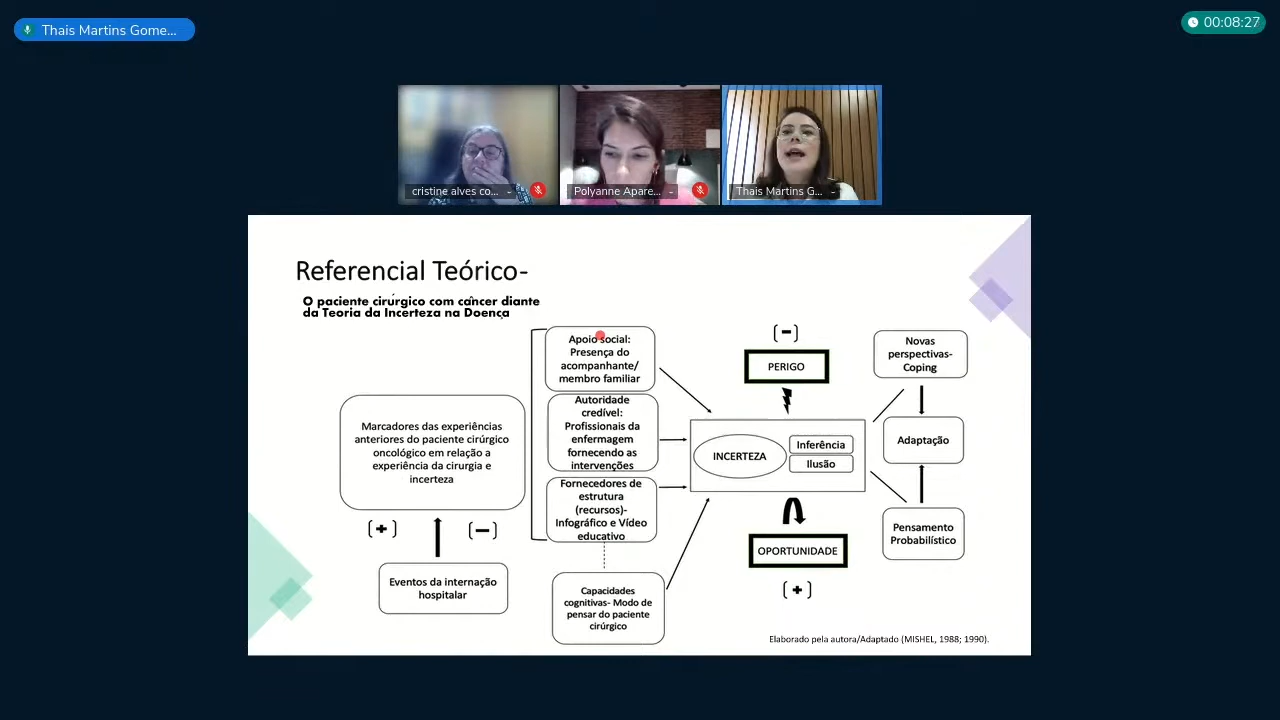 Thais Martins Gome...
00:08:27
cristine alves co...
Polyanne Apare...
Thais Martins G...
Referencial Teórico-
O paciente cirúrgico com câncer diante
da Teoria da Incerteza na Doença
Marcadores das experiências
anteriores do paciente cirúrgico
oncológico em relação a
experiência da cirurgia e
incerteza
(+)
(−)
Eventos da internação
hospitalar
Apoio social:
Presença do
acompanhante/
membro familiar
Autoridade
credível:
Profissionais da
enfermagem
fornecendo as
intervenções
Fornecedores de
estrutura
(recursos)-
Infográfico e Vídeo
educativo
Capacidades
cognitivas- Modo de
pensar do paciente
cirúrgico
(−)
PERIGO
INCERTEZA
Inferência
Ilusão
OPORTUNIDADE
(+)
Novas
perspectivas-
Coping
Adaptação
Pensamento
Probabilístico
Elaborado pela autora/Adaptado (MISHEL, 1988; 1990).